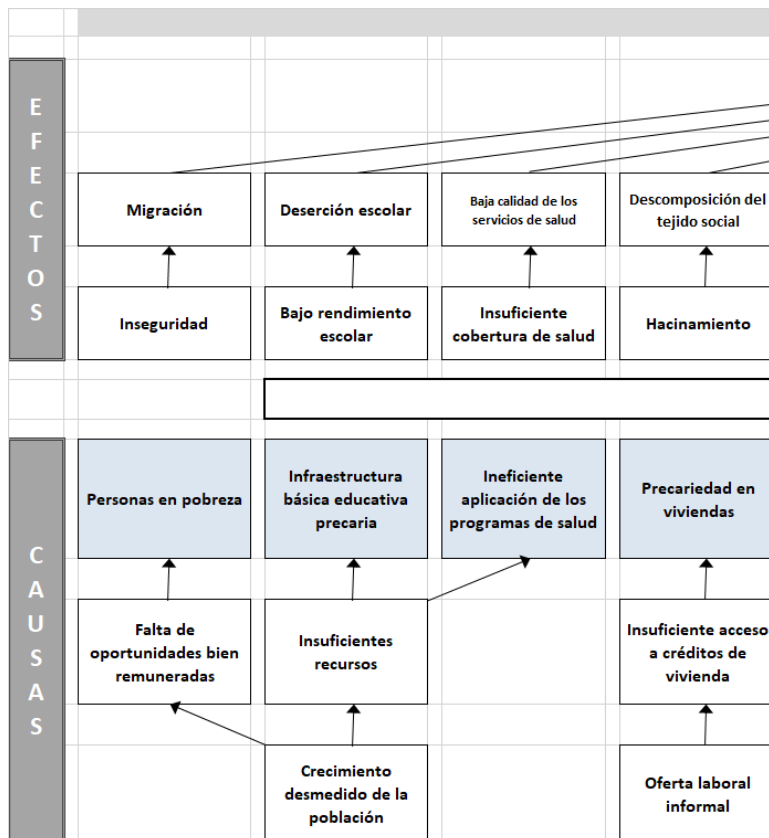 EFECTOS
Migración
Deserción escolar
Baja calidad de los
servicios de salud
Descomposición del
tejido social
Inseguridad
Bajo rendimiento
escolar
Insuficiente
cobertura de salud
Hacinamiento
CAUSAS
Personas en pobreza
Infraestructura
básica educativa
precaria
Ineficiente
aplicación de los
programas de salud
Precariedad en
viviendas
Falta de
oportunidades bien
remuneradas
Insuficientes
recursos
Insuficiente acceso
a créditos de
vivienda
Crecimiento
desmedido de la
población
Oferta laboral
informal